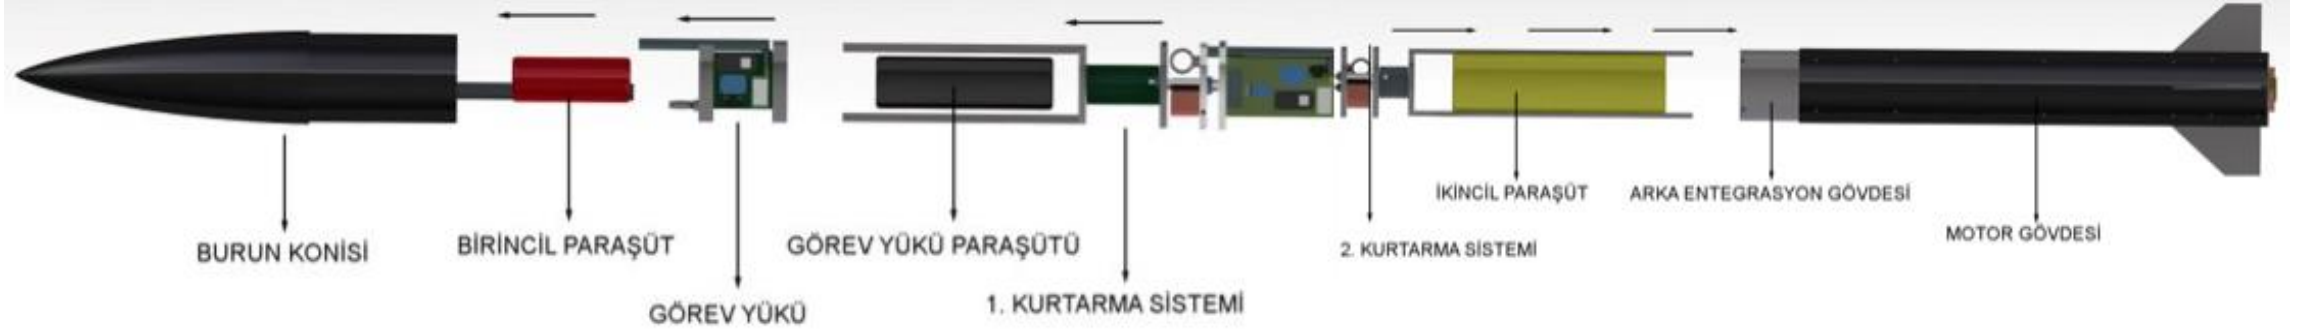 BURUN KONİSİ
BİRİNCİL PARAŞÜT
GÖREV YÜKÜ
GÖREV YÜKÜ PARAŞÜTÜ
1. KURTARMA SİSTEMİ
2. KURTARMA SİSTEMİ
İKİNCİL PARAŞÜT
ARKA ENTEGRASYON GÖVDESİ
MOTOR GÖVDESİ